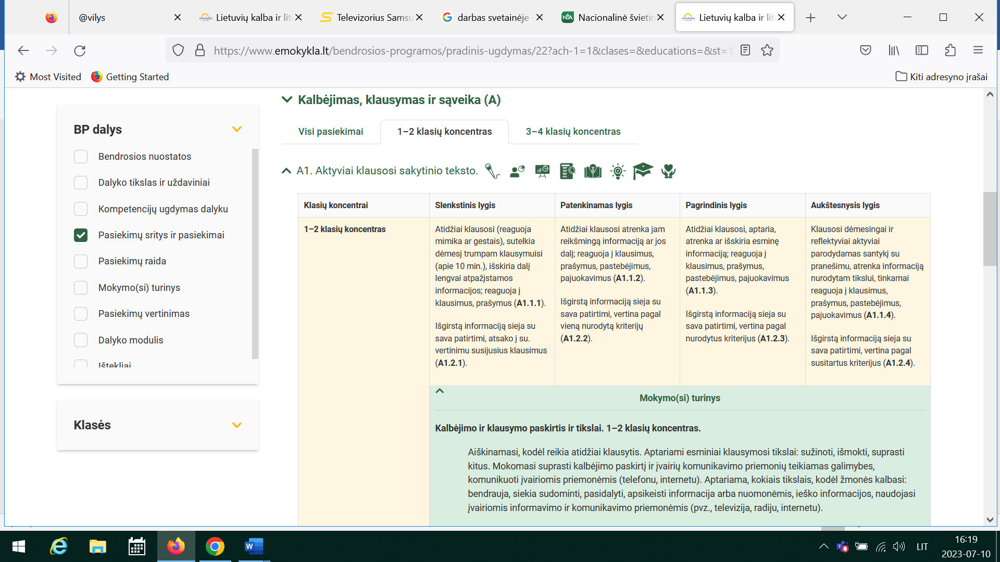 @vilys
Lietuvių kalba ir lite
Televizorius Samsu
darbas svetainėje -
Nacionalinė švietim
Lietuvių kalba ir lite
https://www.emokykla.lt/bendrosios-programos/pradinis-ugdymas/22?ach-1=1&clases=&educations=&st=1
Most Visited
Getting Started
Kiti adresyno įrašai
BP dalys
Bendrosios nuostatos
Dalyko tikslas ir uždaviniai
Kompetencijų ugdymas dalyku
Pasiekimų sritys ir pasiekimai
Pasiekimų raida
Mokymo(si) turinys
Pasiekimų vertinimas
Dalyko modulis
Ištekliai
Klasės
Kalbėjimas, klausymas ir sąveika (A)
Visi pasiekimai
1–2 klasių koncentras
3–4 klasių koncentras
A1. Aktyviai klausosi sakytinio teksto.
Klasių koncentrai
Slenkstinis lygis
Patenkinamas lygis
Pagrindinis lygis
Aukštesnysis lygis
1–2 klasių koncentras
Atidžiai klausosi (reaguoja
mimika ar gestais), sutelkia
dėmesį trumpam klausymuisi
(apie 10 min.), išskiria dalį
lengvai atpažįstamos
informacijos; reaguoja į
klausimus, prašymus (A1.1.1).
Išgirstą informaciją sieja su
sava patirtimi, atsako į su.
vertinimu susijusius klausimus
(A1.2.1).
Atidžiai klausosi atrenka jam
reikšmingą informaciją ar jos
dalį; reaguoja į klausimus,
prašymus, pastebėjimus,
pajuokavimus (A1.1.2).
Išgirstą informaciją sieja su
sava patirtimi, vertina pagal
vieną nurodytą kriterijų
(A1.2.2).
Atidžiai klausosi, aptaria,
atrenka ar išskiria esminę
informaciją; reaguoja į
klausimus, prašymus,
pastebėjimus, pajuokavimus
(A1.1.3).
Išgirstą informaciją sieja su
sava patirtimi, vertina pagal
nurodytus kriterijus (A1.2.3).
Klausosi dėmesingai ir
reflektyviai aktyviai
parodydamas santykį su
pranešimu, atrenka informaciją
nurodytam tikslui, tinkamai
reaguoja į klausimus,
prašymus, pastebėjimus,
pajuokavimus (A1.1.4).
Išgirstą informaciją sieja su
sava patirtimi, vertina pagal
susitartus kriterijus (A1.2.4).
Mokymo(si) turinys
Kalbėjimo ir klausymo paskirtis ir tikslai. 1–2 klasių koncentras.
Aiškinamasi, kodėl reikia atidžiai klausytis. Aptariami esminiai klausymosi tikslai: sužinoti, išmokti, suprasti
kitus. Mokomasi suprasti kalbėjimo paskirtį ir įvairių komunikavimo priemonių teikiamas galimybes,
komunikuoti įvairiomis priemonėmis (telefonu, internetu). Aptariama, kokiais tikslais, kodėl žmonės kalbasi:
bendrauja, siekia sudominti, pasidalyti, apsikeisti informacija arba nuomonėmis, ieško informacijos, naudojasi
įvairiomis informavimo ir komunikavimo priemonėmis (pvz., televizija, radiju, internetu).
LIT
16:19
2023-07-10